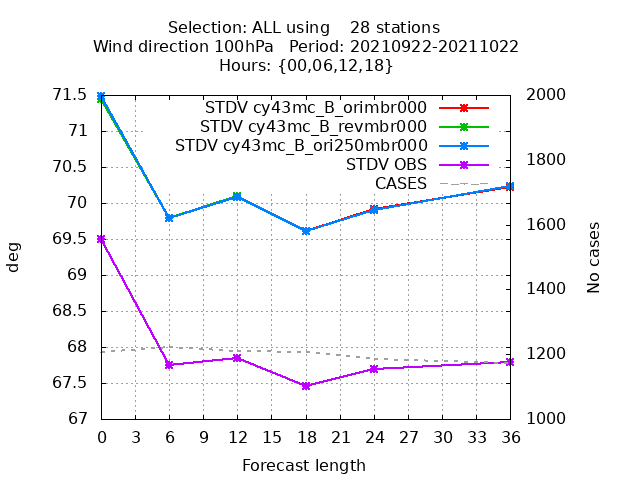 Selection: ALL using    28 stations
Wind direction 100hPa   Period: 20210922-20211022
Hours: {00,06,12,18}
STDV cy43mc_B_orimbr000
STDV cy43mc_B_revmbr000
STDV cy43mc_B_ori250mbr000
STDV OBS
CASES
deg
71.5
71
70.5
70
69.5
69
68.5
68
67.5
67
No cases
2000
1800
1600
1400
1200
1000
0 3 6 9 12 15 18 21 24 27 30 33 36
Forecast length